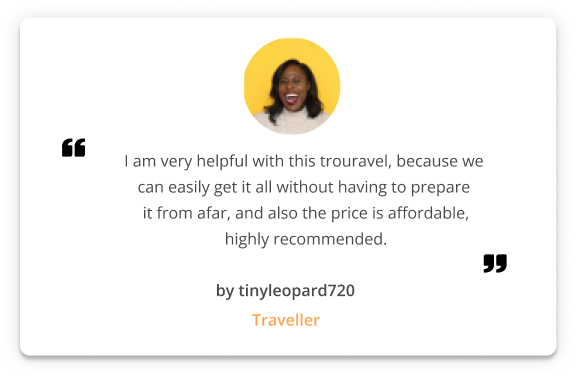 “
I am very helpful with this trouravel, because we
can easily get it all without having to prepare
it from afar, and also the price is affordable,
highly recommended.
”
by tinyleopard720
Traveller